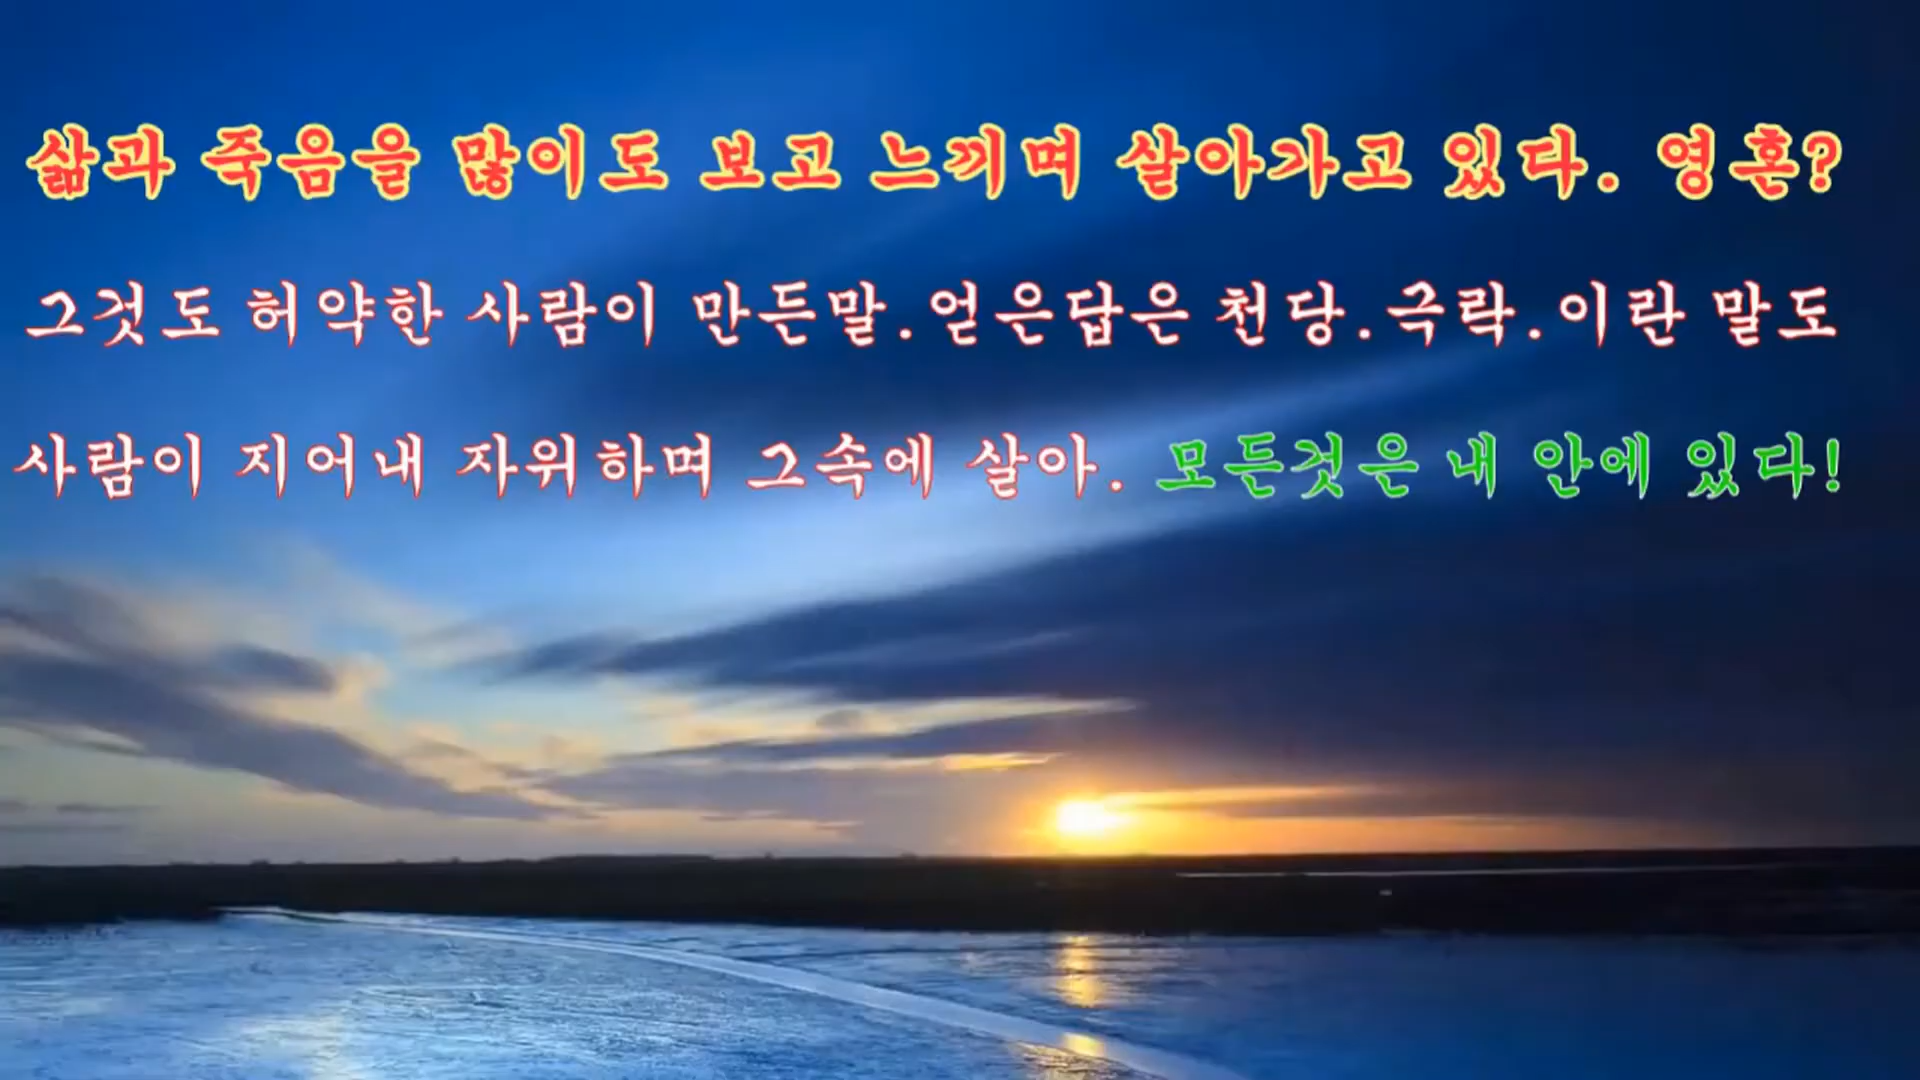 삶과 죽음을 많이도 보고 느끼며 살아가고 있다. 영혼?
그것도 허약한 사람이 만든말.얻은답은 천당.극락.이란 말도
사람이 지어내 자위하며 그속에 살아. 모든것은 내 안에 있다!